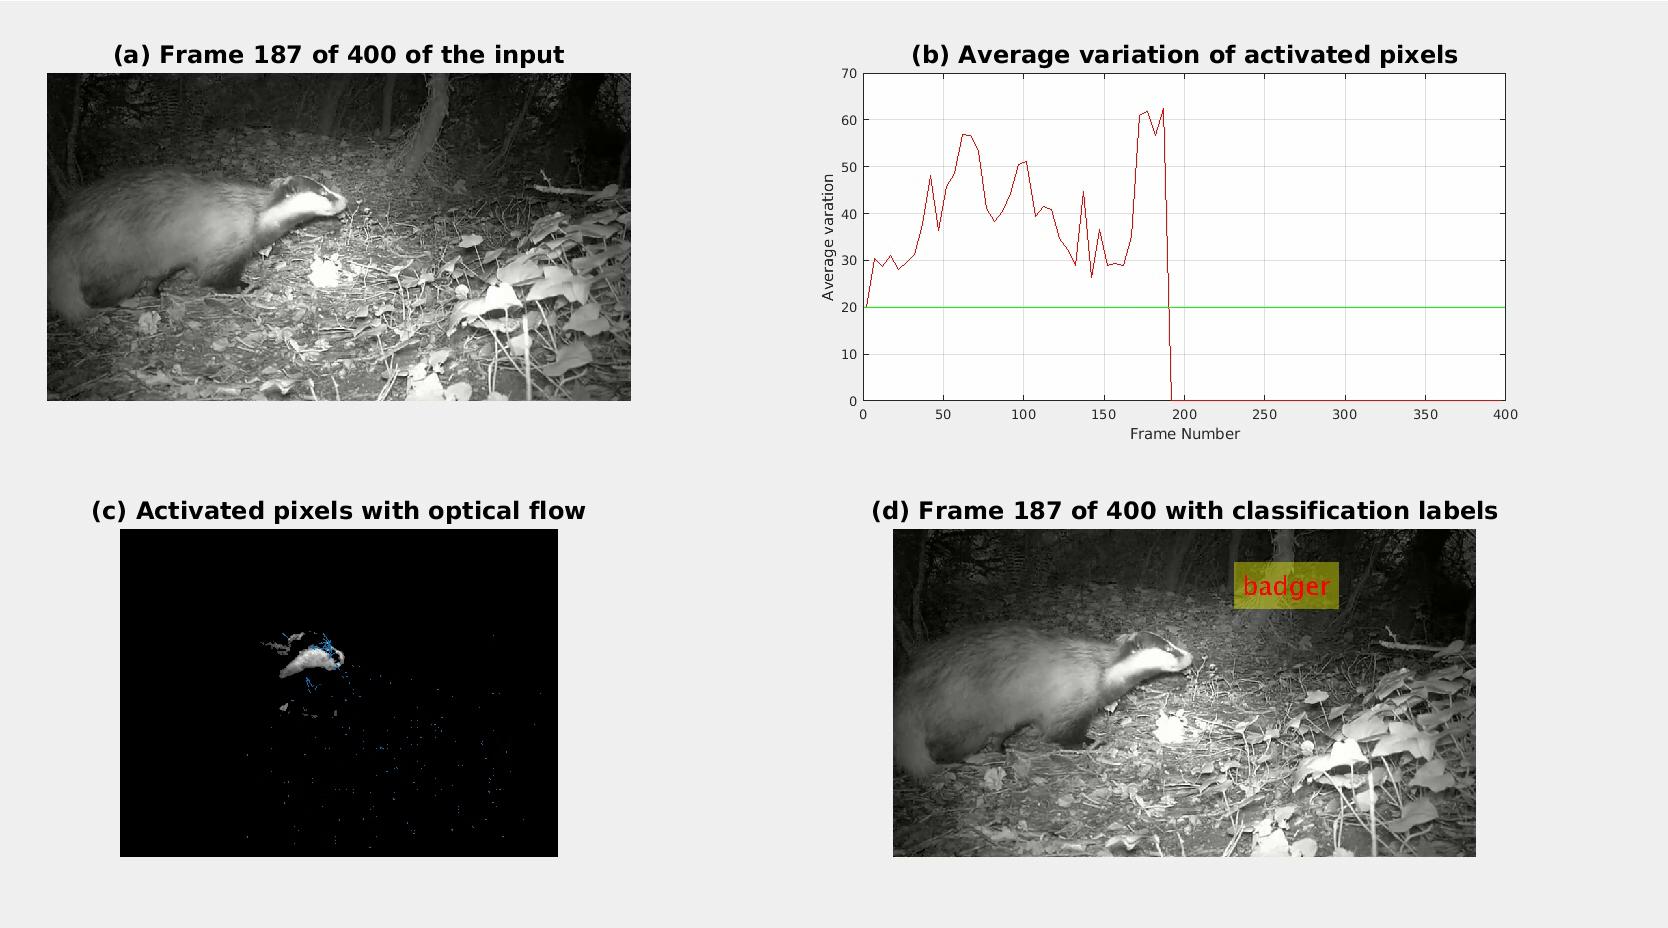 (a) Frame 187 of 400 of the input
(b) Average variation of activated pixels
70
60
50
40
30
20
10
0
Average varation
0 50 100 150 200 250 300 350 400
Frame Number
(c) Activated pixels with optical flow
(d) Frame 187 of 400 with classification labels
badger